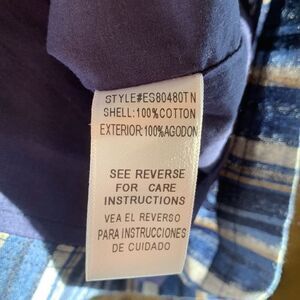 STYLE#ES80480TN
SHELL:100%COTTON
EXTERIOR:100%AGODON
SEE REVERSE
FOR CARE
INSTRUCTIONS
VEA EL REVERSO
PARA INSTRUCCIONES
DE CUIDADO